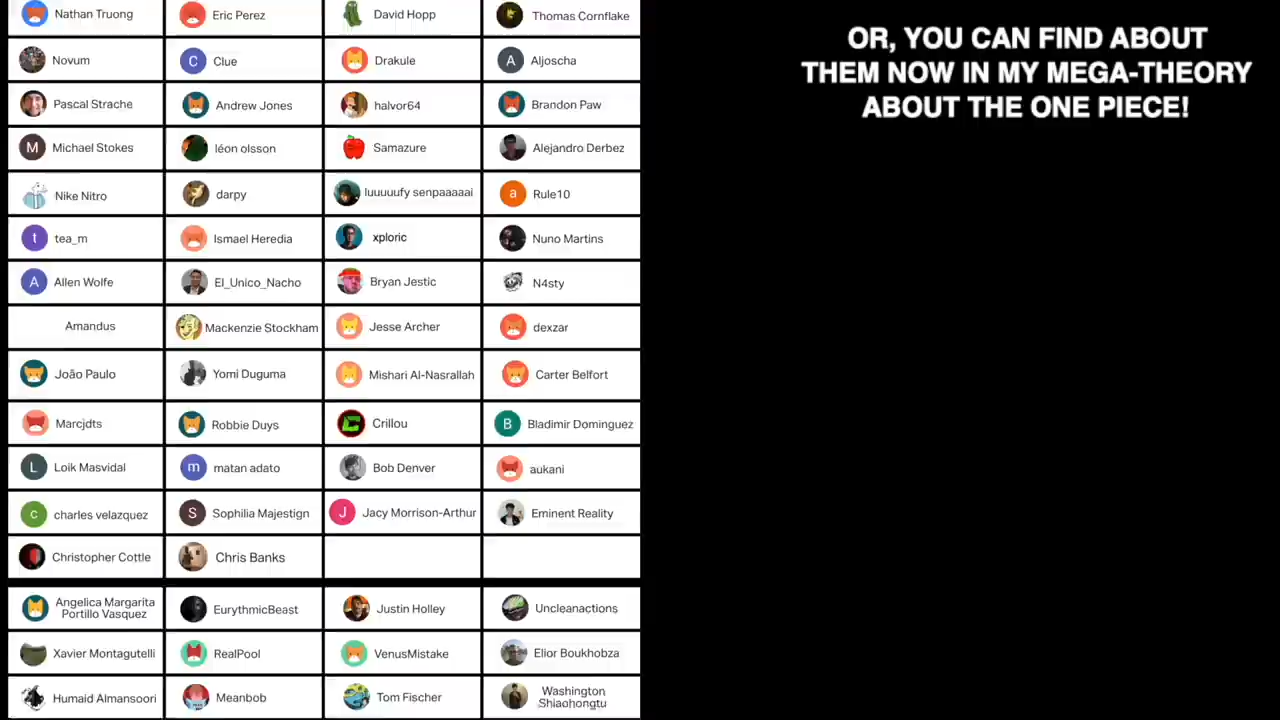 Nathan Truong
Eric Perez
David Hopp
Thomas Cornflake
Novum
C
Clue
Drakule
A
Aljoscha
Pascal Strache
Andrew Jones
halvor64
Brandon Paw
M
Michael Stokes
léon olsson
Samazure
Alejandro Derbez
Nike Nitro
darpy
luuuuufy senpaaaaai
a
Rule10
t
tea_m
Ismael Heredia
xploric
Nuno Martins
A
Allen Wolfe
El_Unico_Nacho
Bryan Jestic
N4sty
Amandus
Mackenzie Stockham
Jesse Archer
dexzar
João Paulo
Yomi Duguma
Mishari Al-Nasrallah
Carter Belfort
Marcjdts
Robbie Duys
Crillou
B
Bladimir Dominguez
L
Loik Masvidal
m
matan adato
Bob Denver
aukani
c
charles velazquez
S
Sophilia Majestign
J
Jacy Morrison-Arthur
Eminent Reality
Christopher Cottle
Chris Banks
Angelica Margarita
Portillo Vasquez
EurythmicBeast
Justin Holley
Uncleanactions
Xavier Montagutelli
RealPool
VenusMistake
Elior Boukhobza
Humaid Almansoori
Meanbob
Tom Fischer
Washington
Shiaohongtu
OR, YOU CAN FIND ABOUT
THEM NOW IN MY MEGA-THEORY
ABOUT THE ONE PIECE!